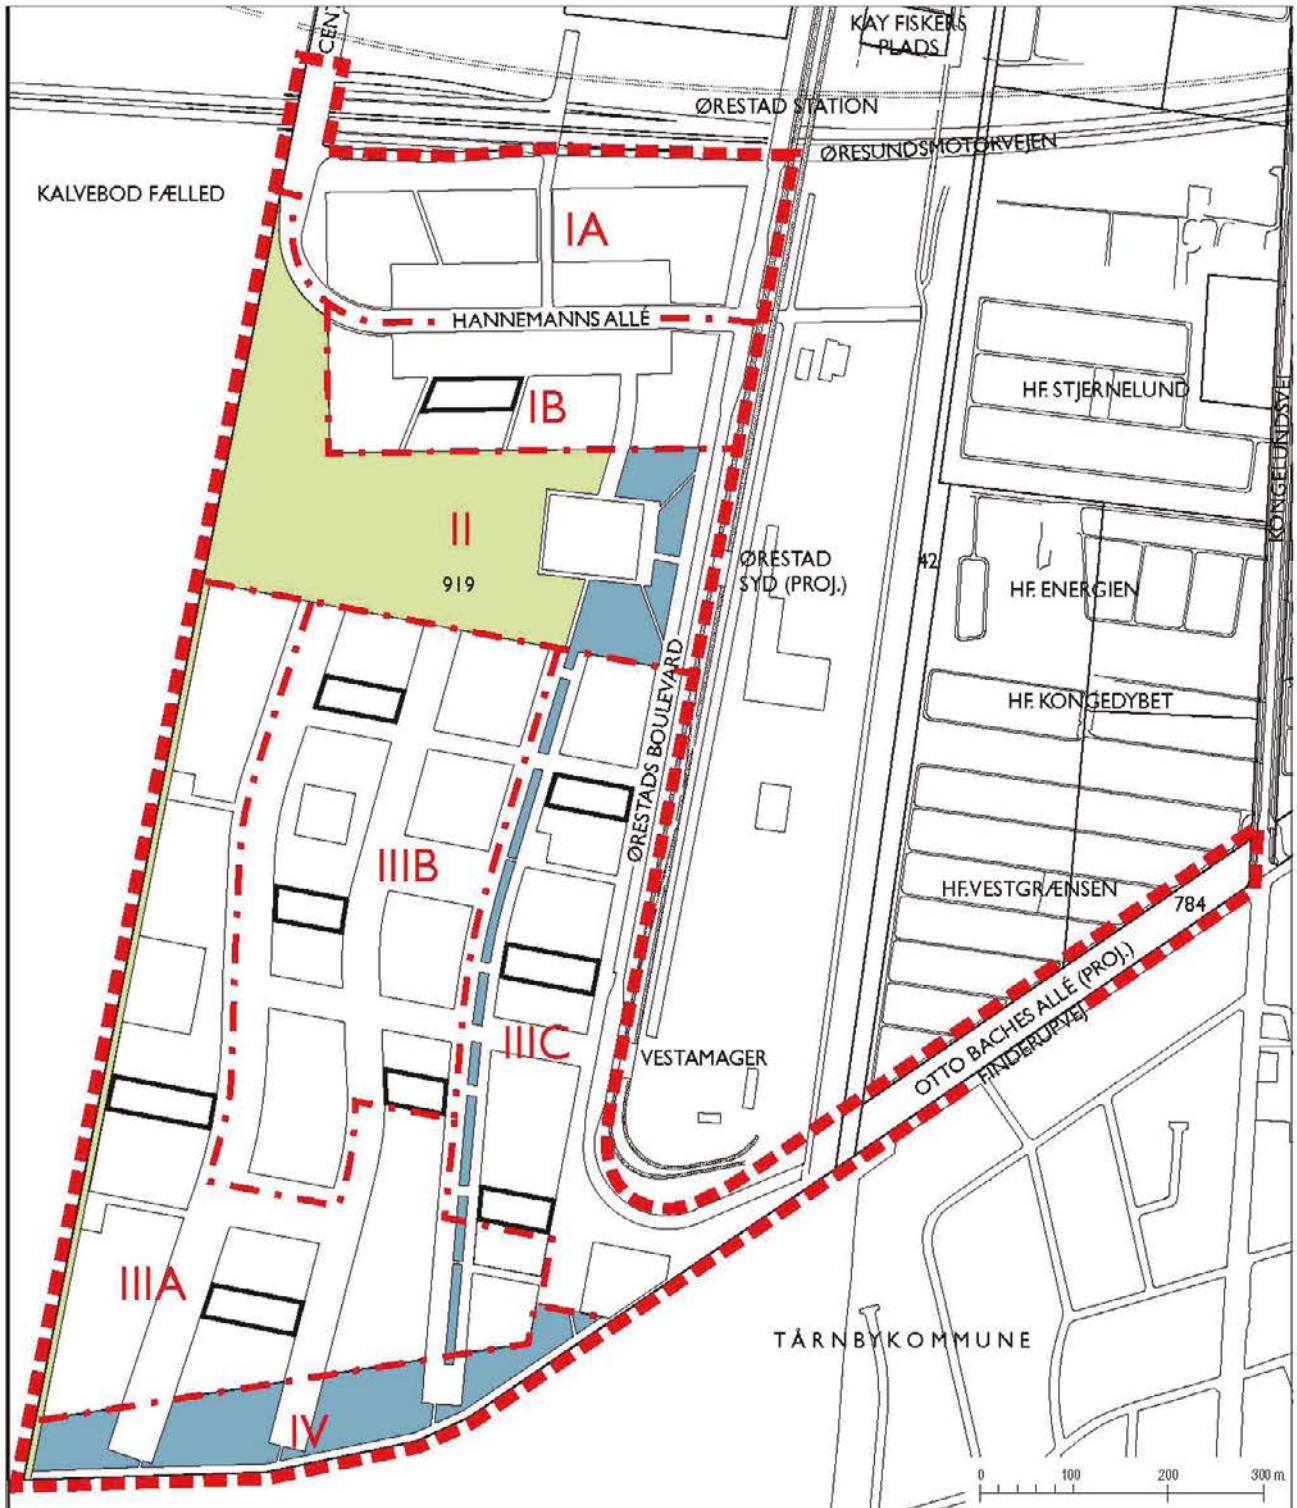 CENT
KAY FISKERS
PLADS
ØRESTAD STATION
ØRESUNDSMOTORVEJEN
KALVEBOD FÆLLED
IA
HANNEMANNS ALLÉ
IB
HF. STJERNELUND
KONGELUNDSVEJ
II
919
ØRESTAD
SYD (PROJ.)
42
HF. ENERGIEN
HF. KONGEDYBET
ØRESTADS BOULEVARD
IIIB
HF. VESTGRÆNSEN
784
OTTO BACHES ALLÉ (PROJ.)
FINDERUPVEJ
IIIC
VESTAMAGER
IIIA
TÅRNBY KOMMUNE
IV
0 100 200 300 m